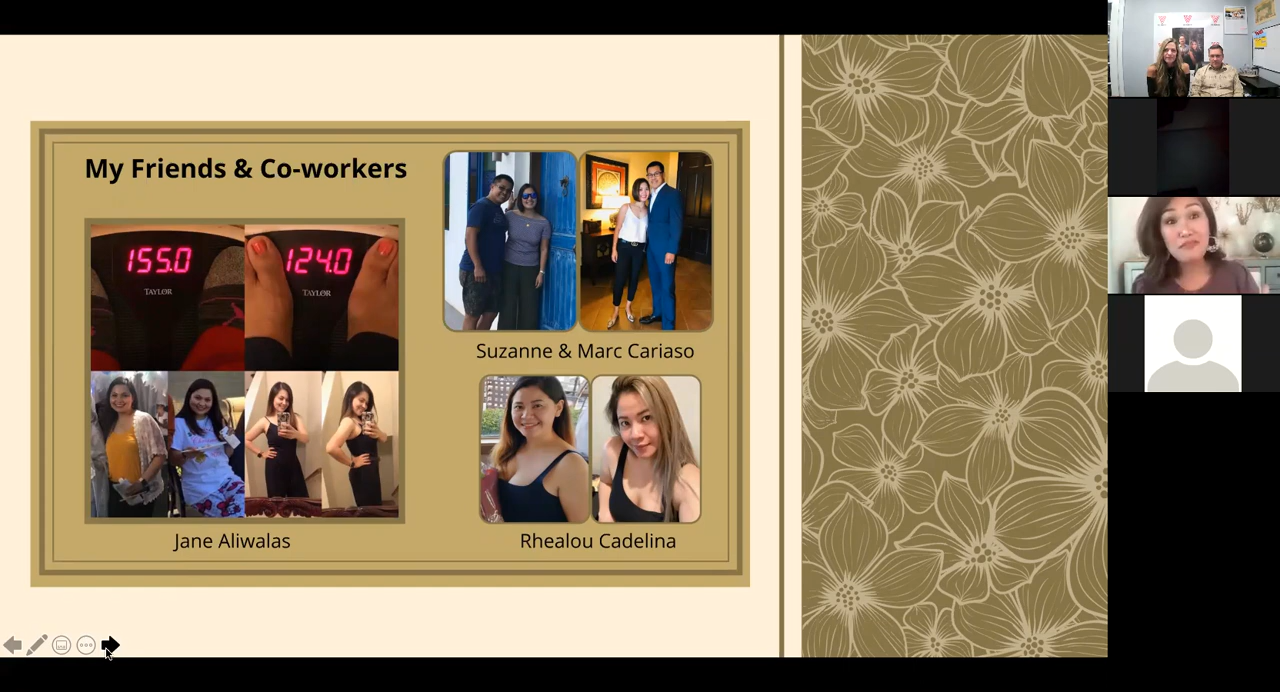 My Friends & Co-workers
155.0
TAYLOR
124.0
TAYLOR
Jane Aliwalas
Suzanne & Marc Cariaso
Rhealou Cadelina